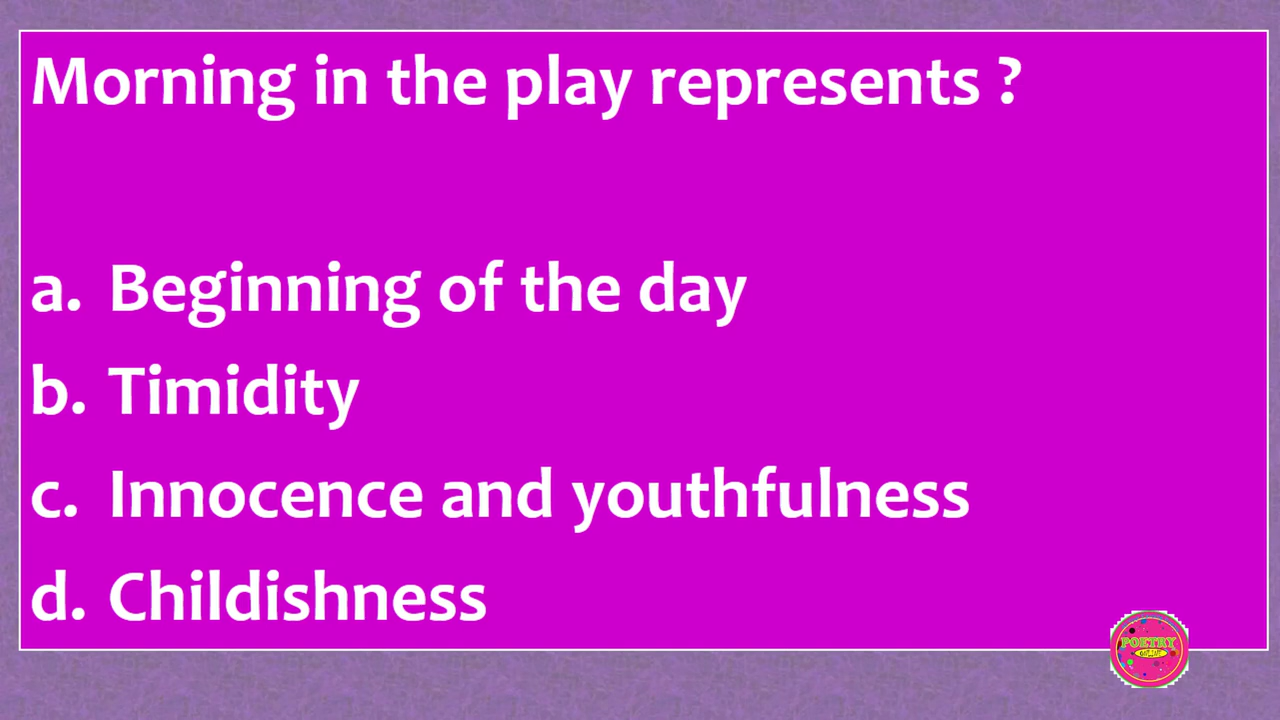 Morning in the play represents ?
a. Beginning of the day
b. Timidity
c. Innocence and youthfulness
d. Childishness
POETRY